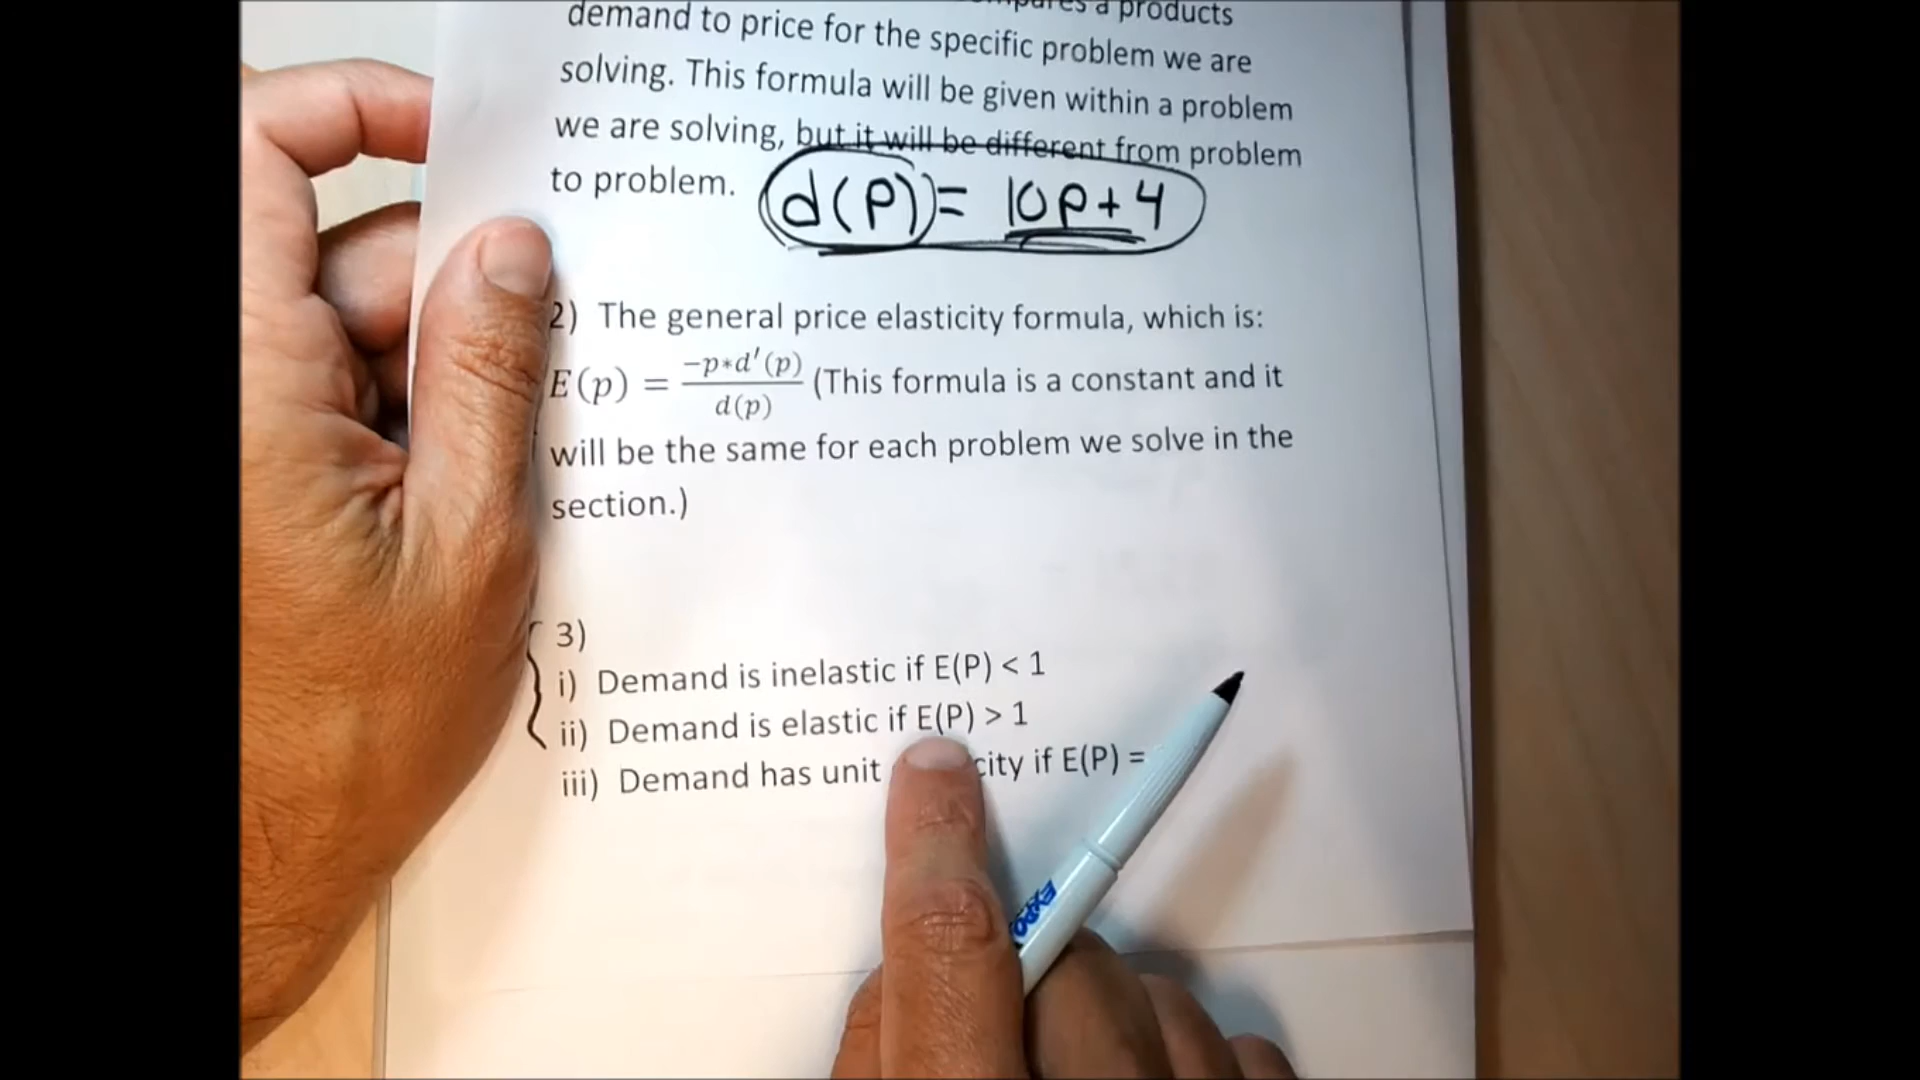 a products
demand to price for the specific problem we are
solving. This formula will be given within a problem
we are solving, but it will be different from problem
to problem.
d(p) = 10p+4
2) The general price elasticity formula, which is:
E(p) = −p∗d′(p) / d(p) (This formula is a constant and it
will be the same for each problem we solve in the
section.)
3)
i) Demand is inelastic if E(P) < 1
ii) Demand is elastic if E(P) > 1
iii) Demand has unit city if E(P) =
EXPO